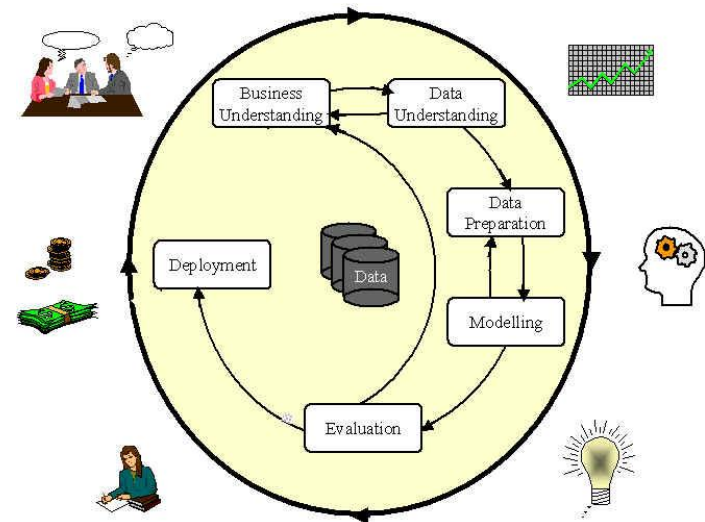 Business
Understanding
Data
Understanding
Data
Preparation
Deployment
Data
Modelling
Evaluation